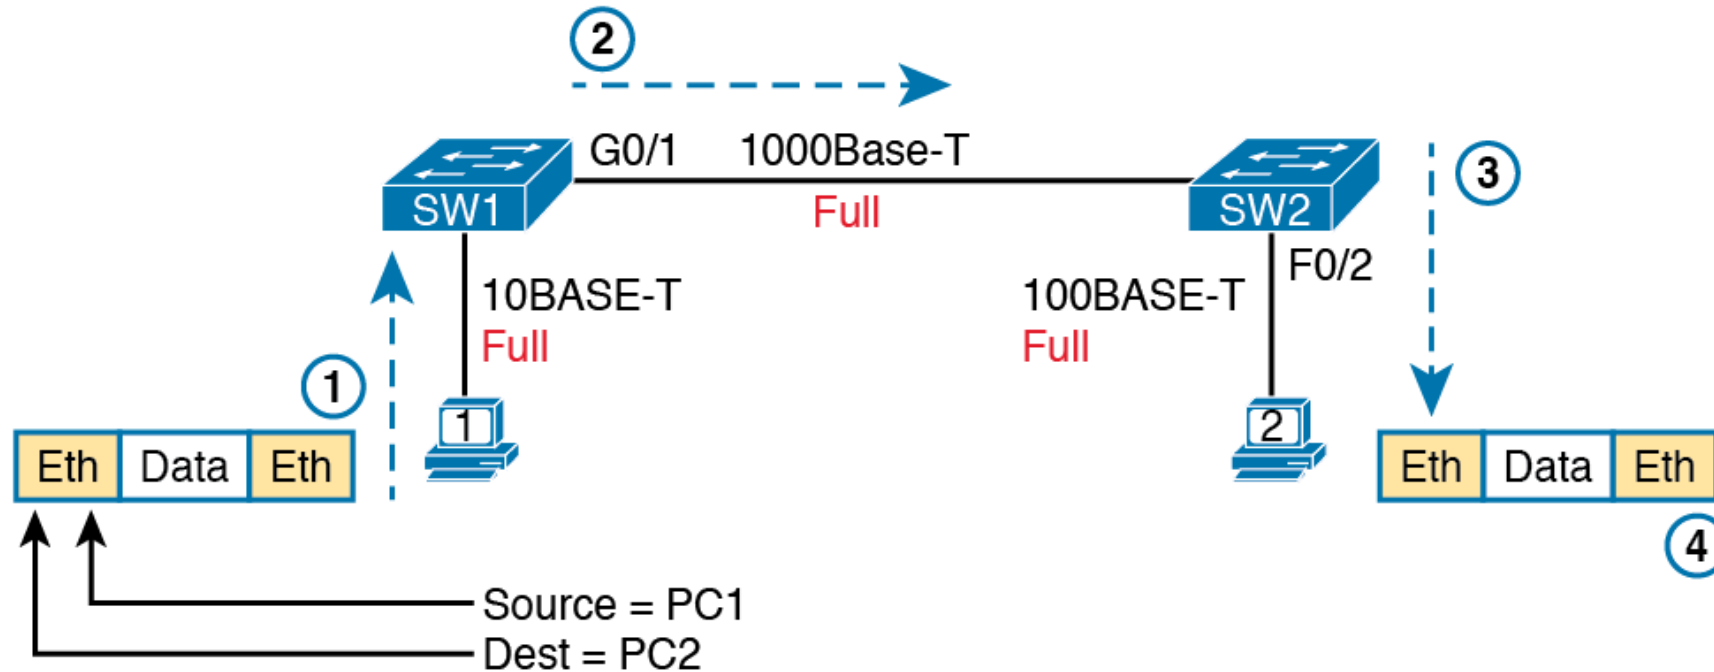 2
G0/1 1000Base-T
Full
SW1
SW2
3
10BASE-T
Full
100BASE-T
Full
F0/2
1
1
2
Eth Data Eth
Eth Data Eth
4
Source = PC1
Dest = PC2